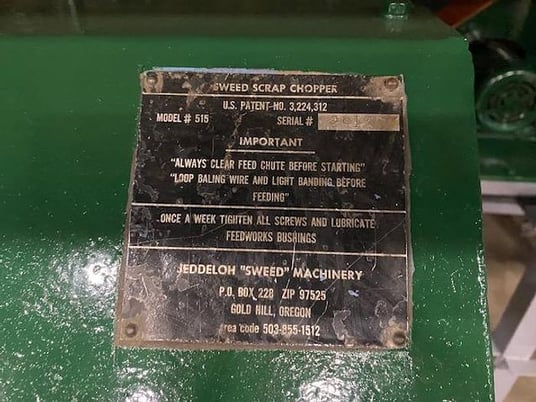 SWEED SCRAP CHOPPER
U.S. PATENT NO. 3,224,312
MODEL # 515 SERIAL #
IMPORTANT
"ALWAYS CLEAR FEED CHUTE BEFORE STARTING"
"LOOP BALING WIRE AND LIGHT BANDING BEFORE
FEEDING"
ONCE A WEEK TIGHTEN ALL SCREWS AND LUBRICATE
FEEDWORKS BUSHINGS
JEDDELOH "SWEED" MACHINERY
P.O. BOX 228 ZIP 97525
GOLD HILL, OREGON
area code 503-855-1512